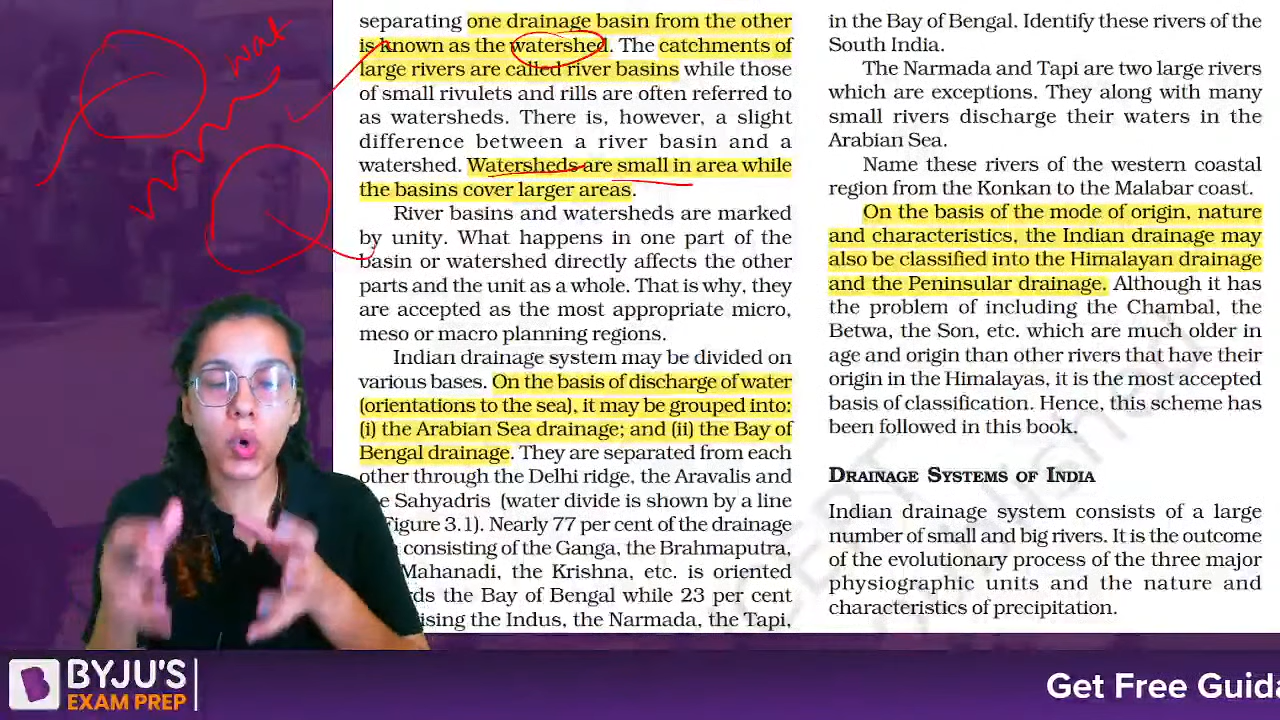 separating one drainage basin from the other
is known as the watershed. The catchments of
large rivers are called river basins while those
of small rivulets and rills are often referred to
as watersheds. There is, however, a slight
difference between a river basin and a
watershed. Watersheds are small in area while
the basins cover larger areas.
River basins and watersheds are marked
by unity. What happens in one part of the
basin or watershed directly affects the other
parts and the unit as a whole. That is why, they
are accepted as the most appropriate micro,
meso or macro planning regions.
Indian drainage system may be divided on
various bases. On the basis of discharge of water
(orientations to the sea), it may be grouped into:
(i) the Arabian Sea drainage; and (ii) the Bay of
Bengal drainage. They are separated from each
other through the Delhi ridge, the Aravalis and
e Sahyadris (water divide is shown by a line
Figure 3.1). Nearly 77 per cent of the drainage
consisting of the Ganga, the Brahmaputra,
Mahanadi, the Krishna, etc. is oriented
rds the Bay of Bengal while 23 per cent
ising the Indus, the Narmada, the Tapi,
in the Bay of Bengal. Identify these rivers of the
South India.
The Narmada and Tapi are two large rivers
which are exceptions. They along with many
small rivers discharge their waters in the
Arabian Sea.
Name these rivers of the western coastal
region from the Konkan to the Malabar coast.
On the basis of the mode of origin, nature
and characteristics, the Indian drainage may
also be classified into the Himalayan drainage
and the Peninsular drainage. Although it has
the problem of including the Chambal, the
Betwa, the Son, etc. which are much older in
age and origin than other rivers that have their
origin in the Himalayas, it is the most accepted
basis of classification. Hence, this scheme has
been followed in this book.
DRAINAGE SYSTEMS OF INDIA
Indian drainage system consists of a large
number of small and big rivers. It is the outcome
of the evolutionary process of the three major
physiographic units and the nature and
characteristics of precipitation.
wat
BYJU'S
EXAM PREP
Get Free Guida